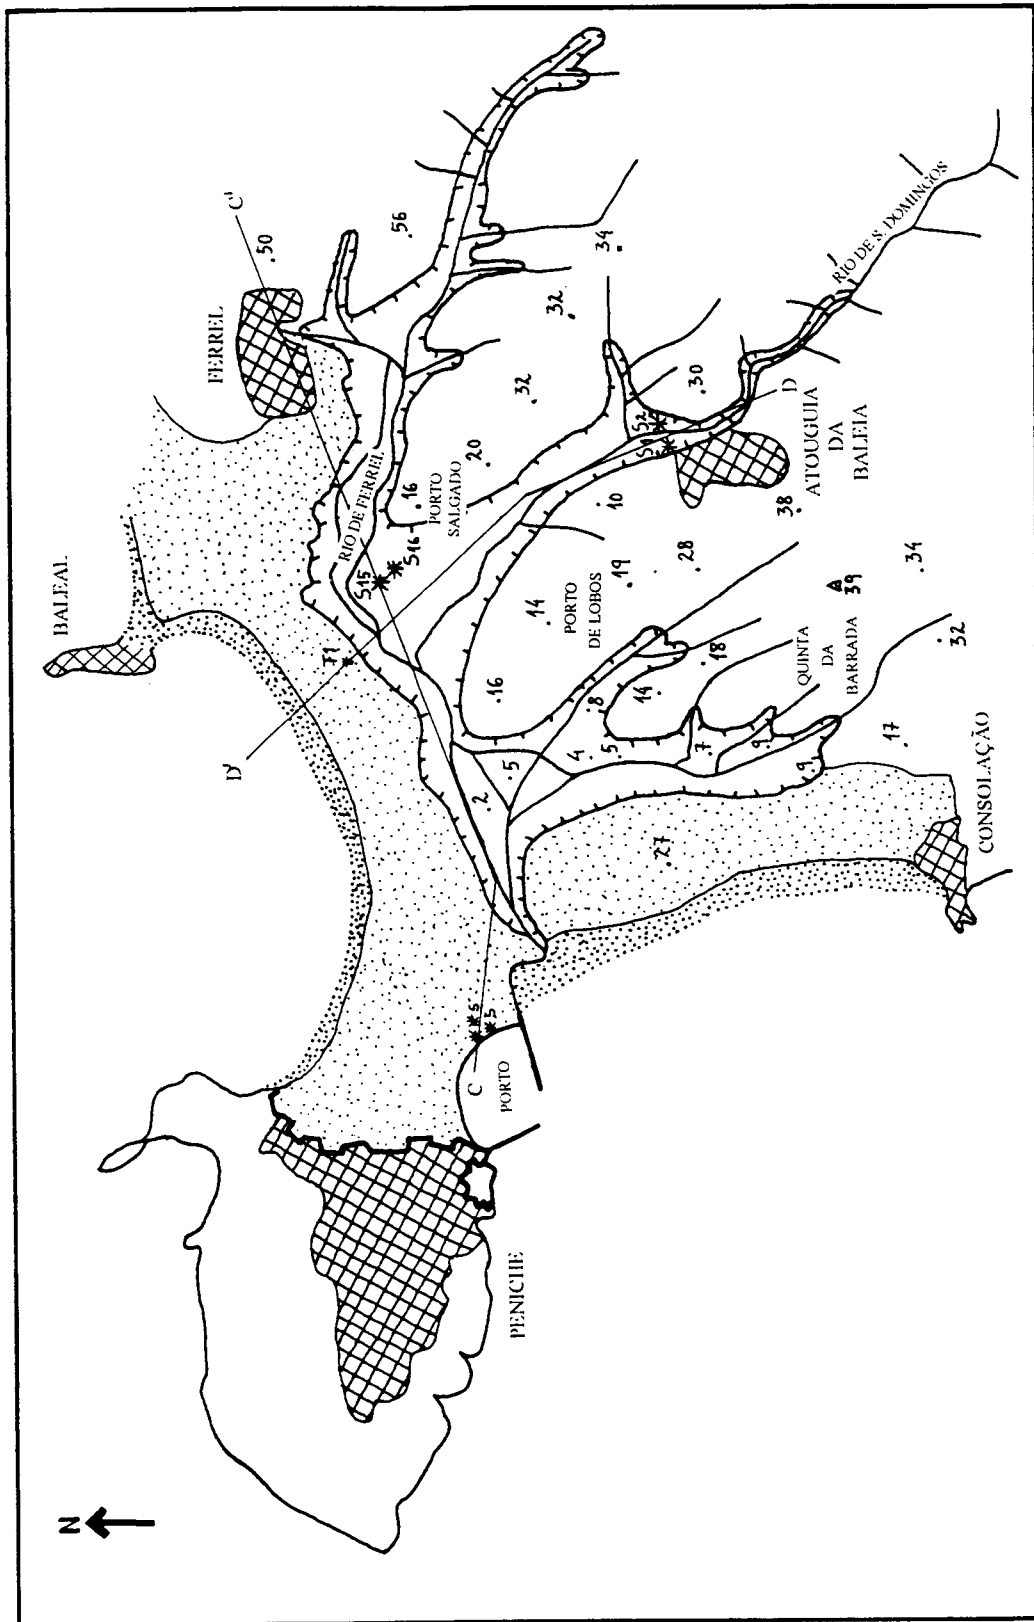 N
BALEAL
FERREL
C'
D'
50
F1
S15
RIO DE FERREL
56
16
S16
PORTO
SALGADO
20
C
2
16
PORTO
5
PENICHE
32
14
32
4
PORTO
DE LOBOS
8
34
5
10
19
S1
S2
14
27
28
30
7
18
9
38
D
QUINTA
DA
BARRADA
ATOUGUIA
DA
BALEIA
9
39
RIO DE S. DOMINGOS
17
34
32
CONSOLAÇÃO